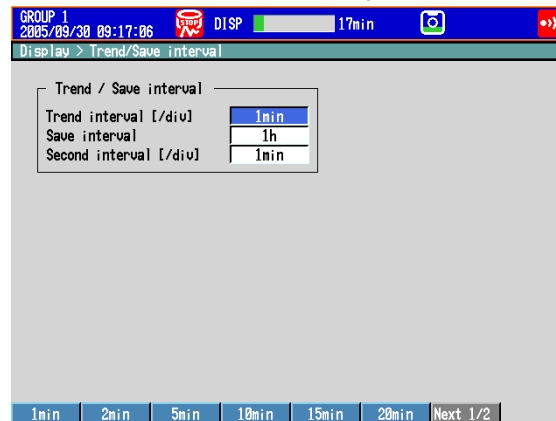 GROUP 1
2005/09/30 09:17:06
STOP
DISP
17min
Display > Trend/Save interval
Trend / Save interval
Trend interval [/div] 1min
Save interval 1h
Second interval [/div] 1min
1min 2min 5min 10min 15min 20min Next 1/2